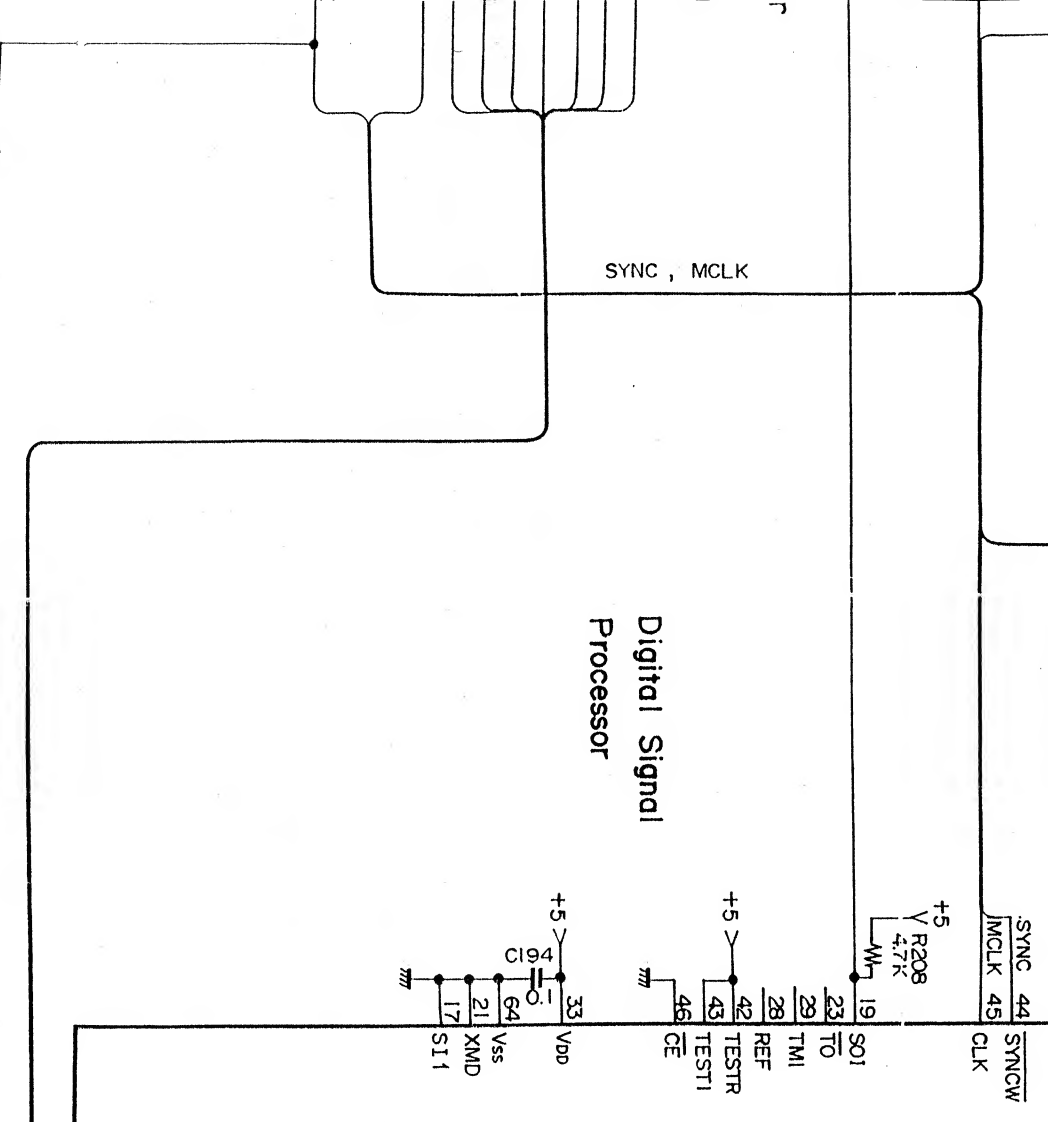 SYNC , MCLK
Digital Signal
Processor
+5
R208
4.7K
SYNC
MCLK
44
45
19
23
29
28
42
43
46
+5
+5
C194
0.1
33
64
21
17
SYNCW
CLK
SOI
TO
TMI
REF
TESTR
TEST1
CE
VDD
Vss
XMD
SI1